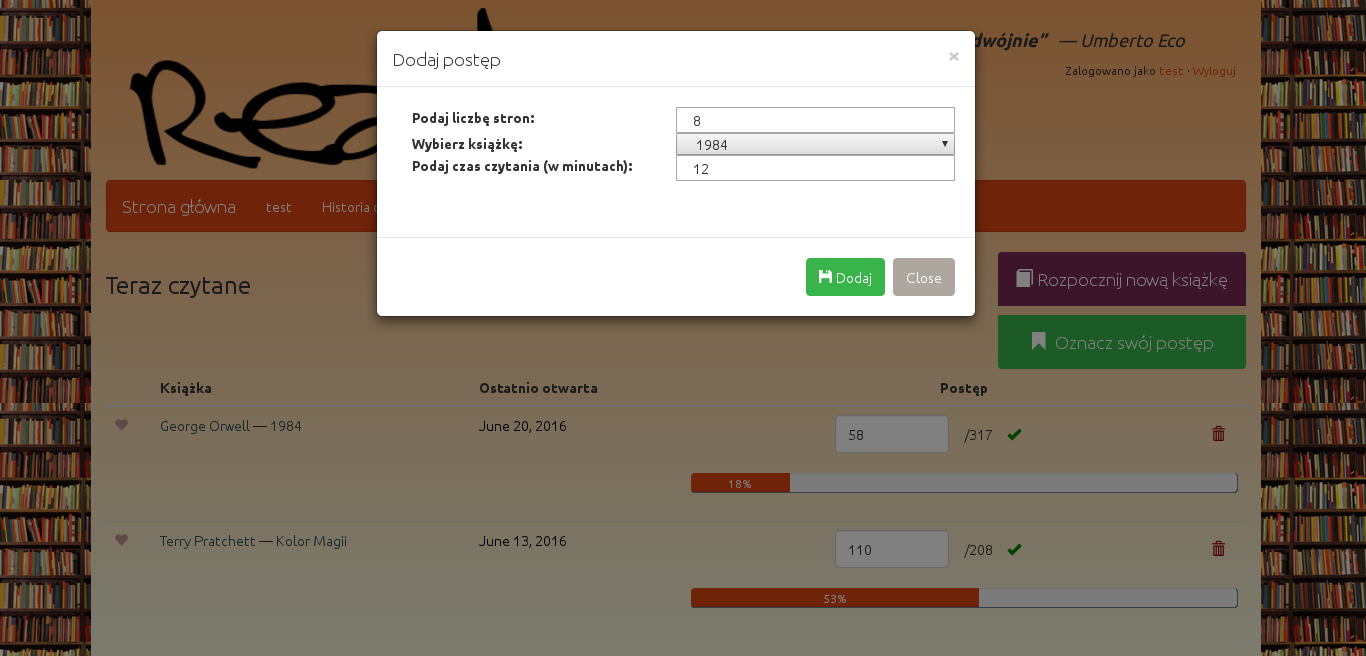 dwójnie” — Umberto Eco
Dodaj postęp ×
Zalogowano jako test · Wyloguj
Podaj liczbę stron: 8
Wybierz książkę: 1984
Podaj czas czytania (w minutach): 12
Strona główna test Historia
Dodaj Close
Teraz czytane
Rozpocznij nową książkę
Oznacz swój postęp
Książka Ostatnio otwarta Postęp
George Orwell — 1984 June 20, 2016 58 /317
18%
Terry Pratchett — Kolor Magii June 13, 2016 110 /208
53%